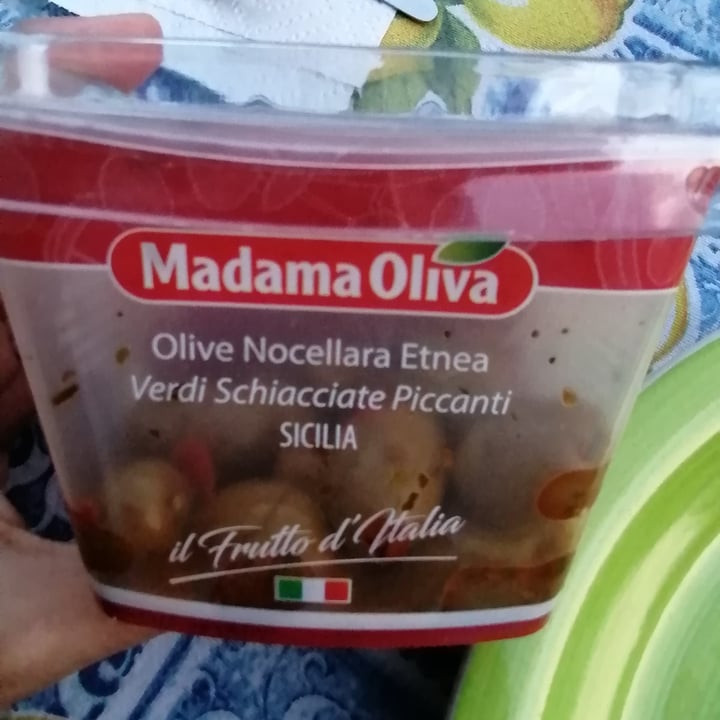 Madama Oliva
Olive Nocellara Etnea
Verdi Schiacciate Piccanti
SICILIA
il Frutto d'Italia